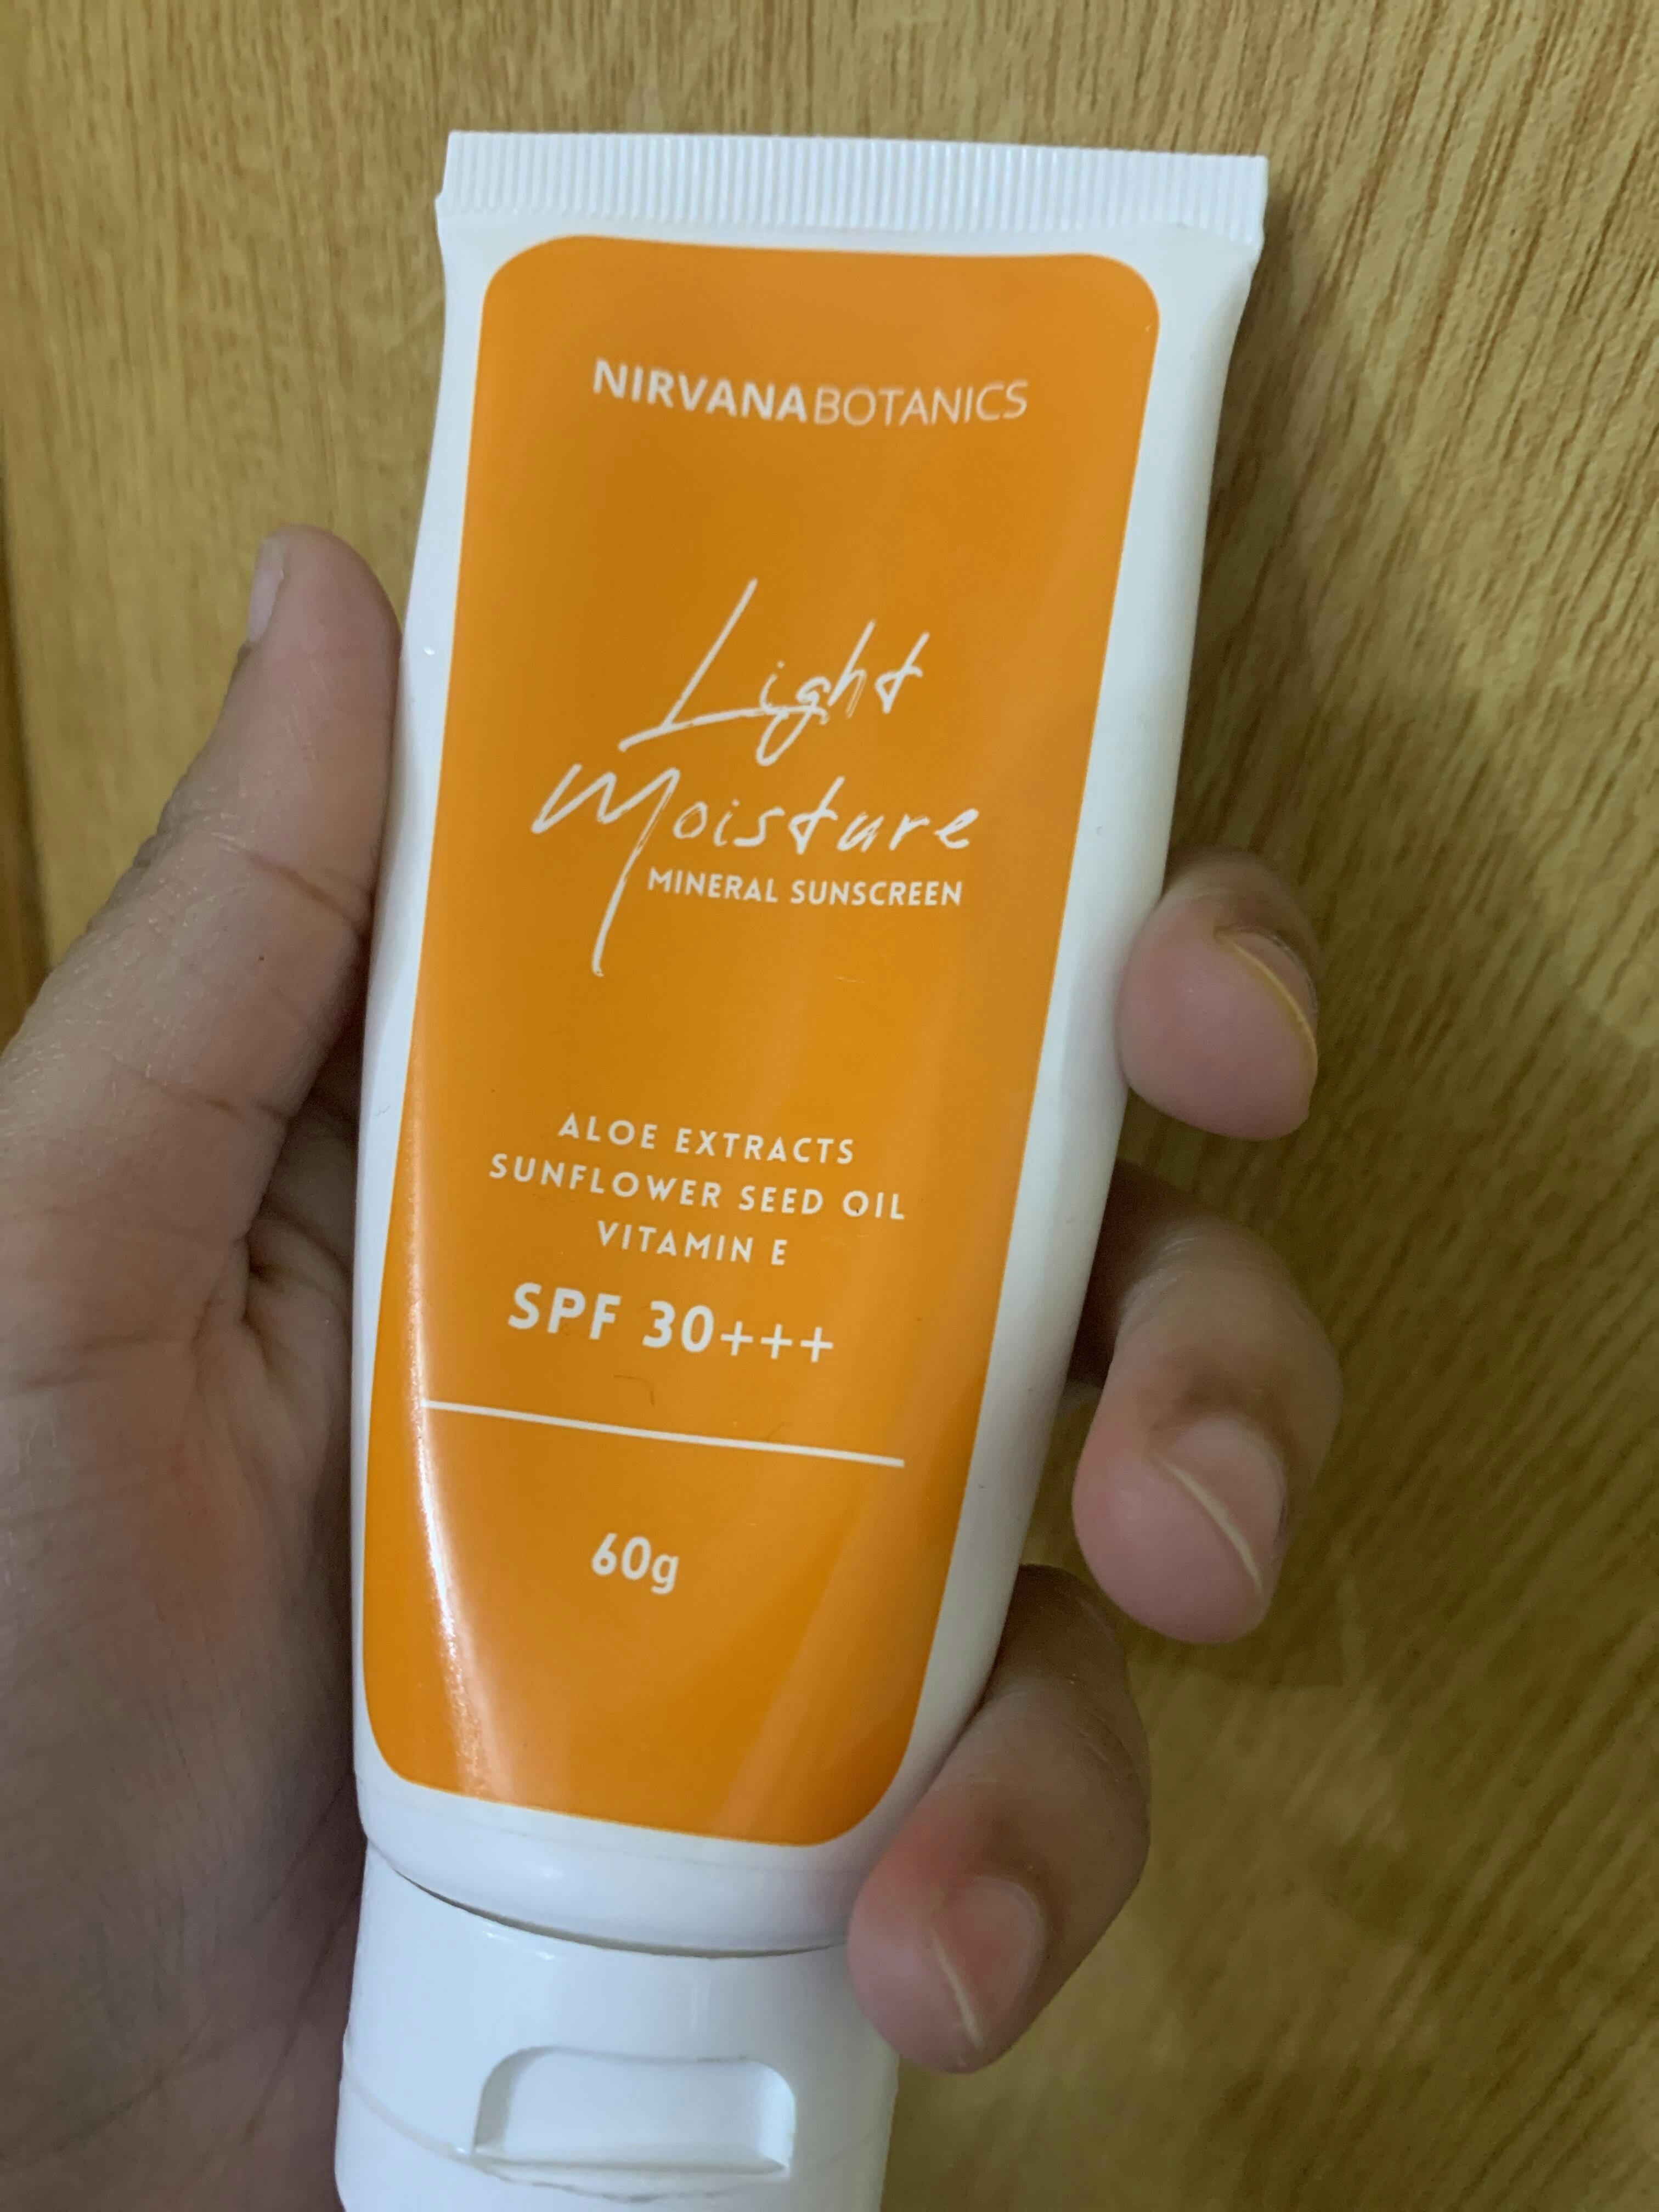 NIRVANABOTANICS
Light
Moisture
MINERAL SUNSCREEN
ALOE EXTRACTS
SUNFLOWER SEED OIL
VITAMIN E
SPF 30+++
60g